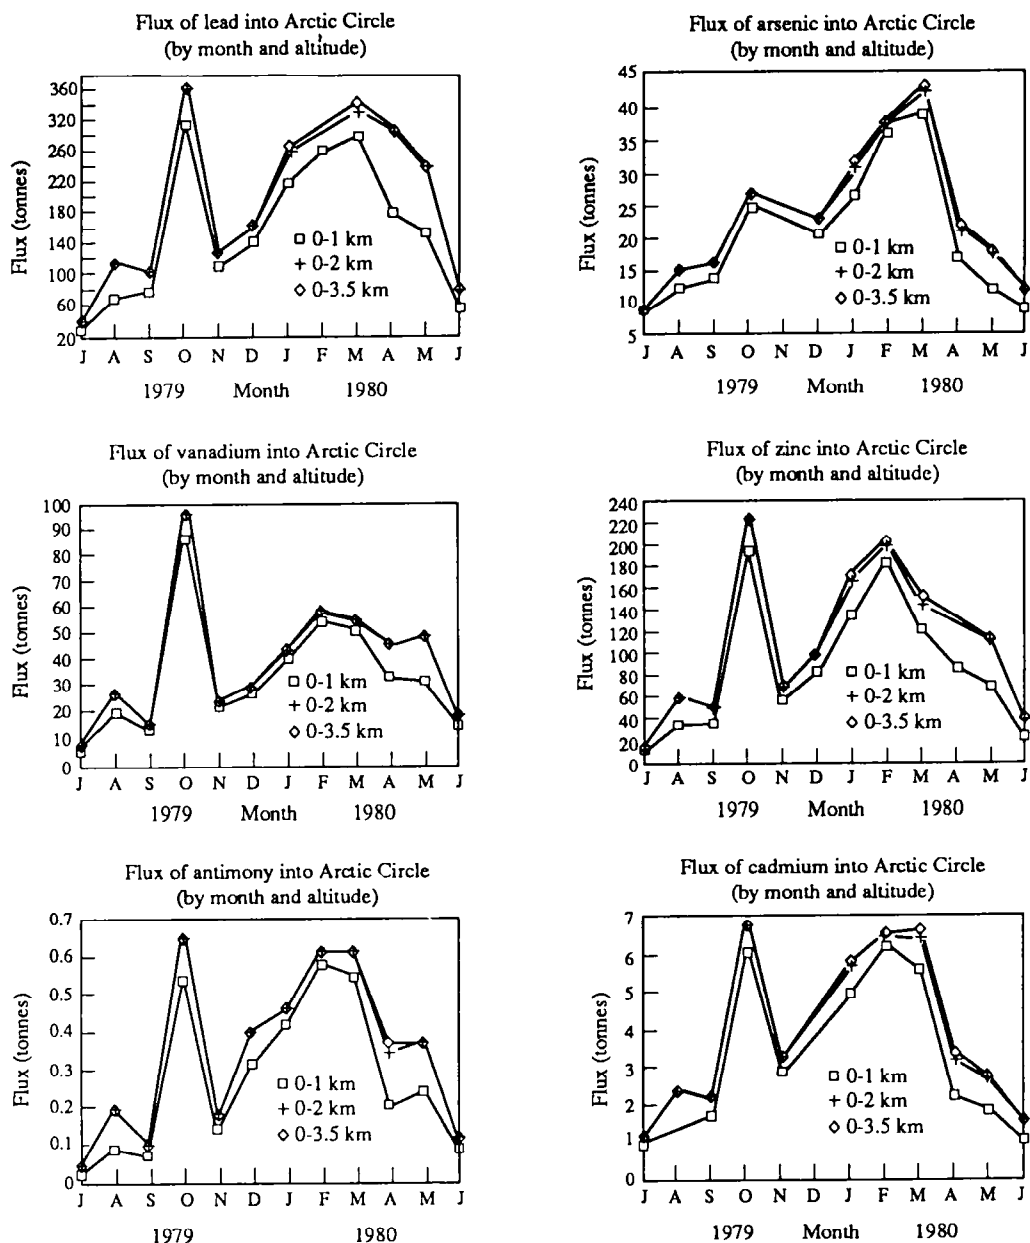 Flux of lead into Arctic Circle
(by month and altitude)
Flux (tonnes)
360
320
260
350
180
140
100
60
20
□ 0-1 km
+ 0-2 km
◇ 0-3.5 km
J A S O N D J F M A M J
1979 Month 1980
Flux of arsenic into Arctic Circle
(by month and altitude)
Flux (tonnes)
45
40
35
30
25
20
15
10
5
□ 0-1 km
+ 0-2 km
◇ 0-3.5 km
J A S O N D J F M A M J
1979 Month 1980
Flux of vanadium into Arctic Circle
(by month and altitude)
Flux (tonnes)
100
90
80
70
60
50
40
30
20
10
0
□ 0-1 km
+ 0-2 km
◇ 0-3.5 km
J A S O N D J F M A M J
1979 Month 1980
Flux of zinc into Arctic Circle
(by month and altitude)
Flux (tonnes)
240
220
200
180
160
140
120
100
80
60
40
20
0
□ 0-1 km
+ 0-2 km
◇ 0-3.5 km
J A S O N D J F M A M J
1979 Month 1980
Flux of antimony into Arctic Circle
(by month and altitude)
Flux (tonnes)
0.7
0.6
0.5
0.4
0.3
0.2
0.1
0
□ 0-1 km
+ 0-2 km
◇ 0-3.5 km
J A S O N D J F M A M J
1979 1980
Flux of cadmium into Arctic Circle
(by month and altitude)
Flux (tonnes)
7
6
5
4
3
2
1
0
□ 0-1 km
+ 0-2 km
◇ 0-3.5 km
J A S O N D J F M A M J
1979 Month 1980